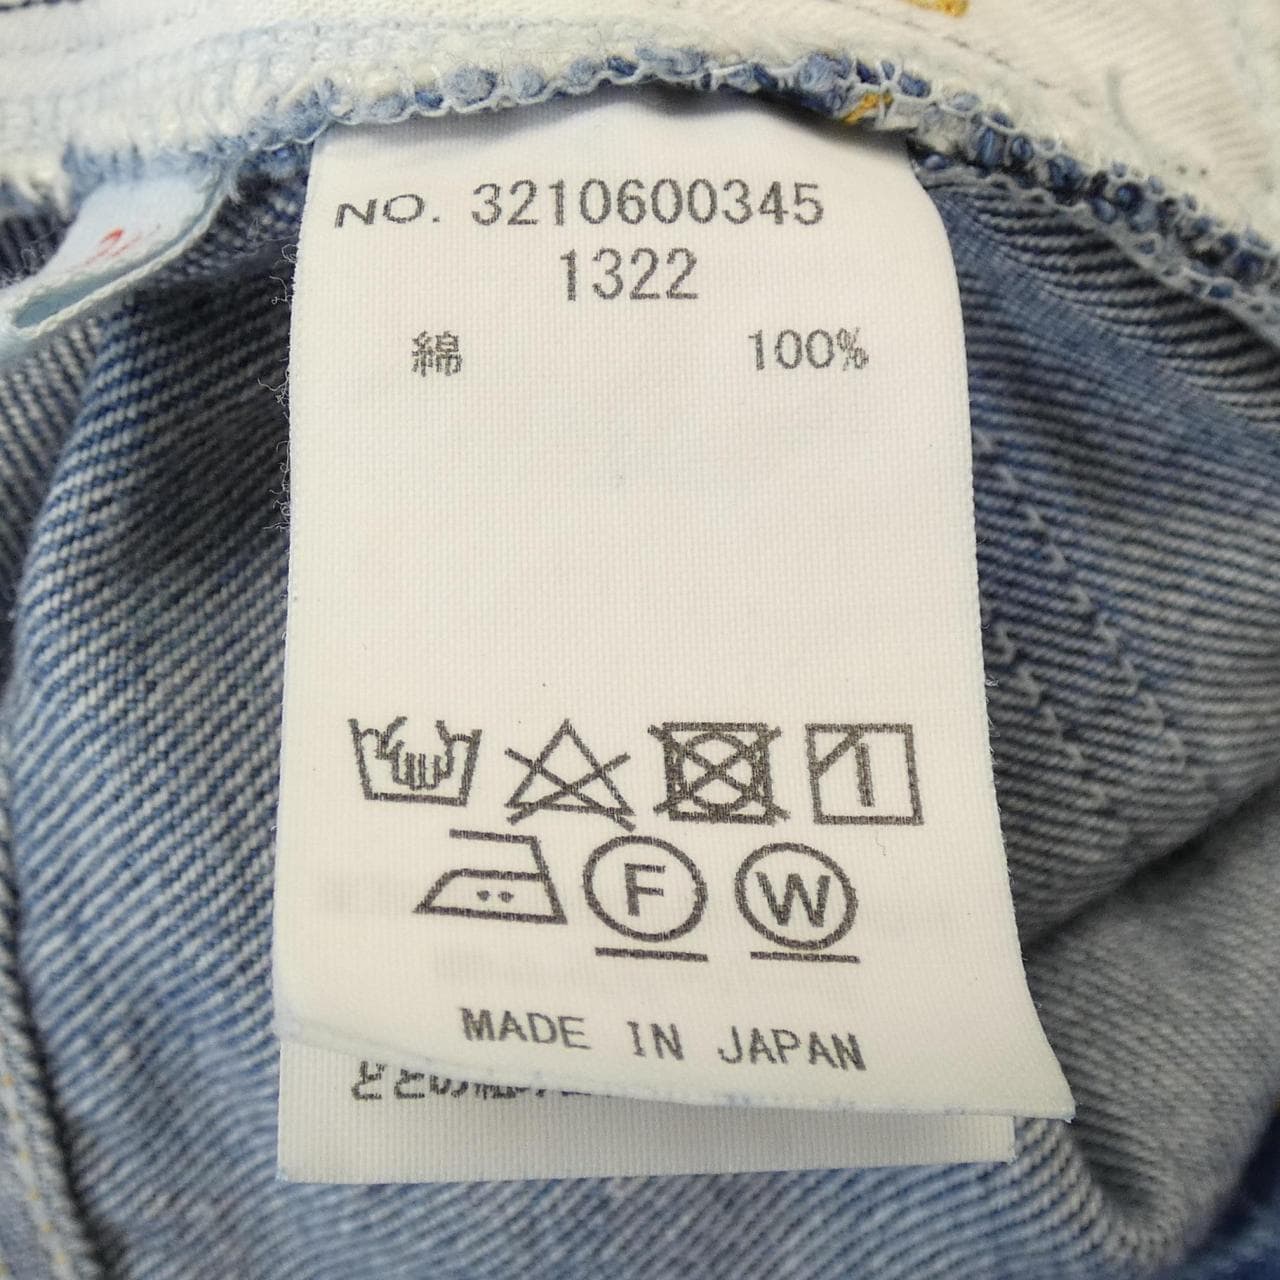 NO. 3210600345
1322
綿 100%
F W
MADE IN JAPAN